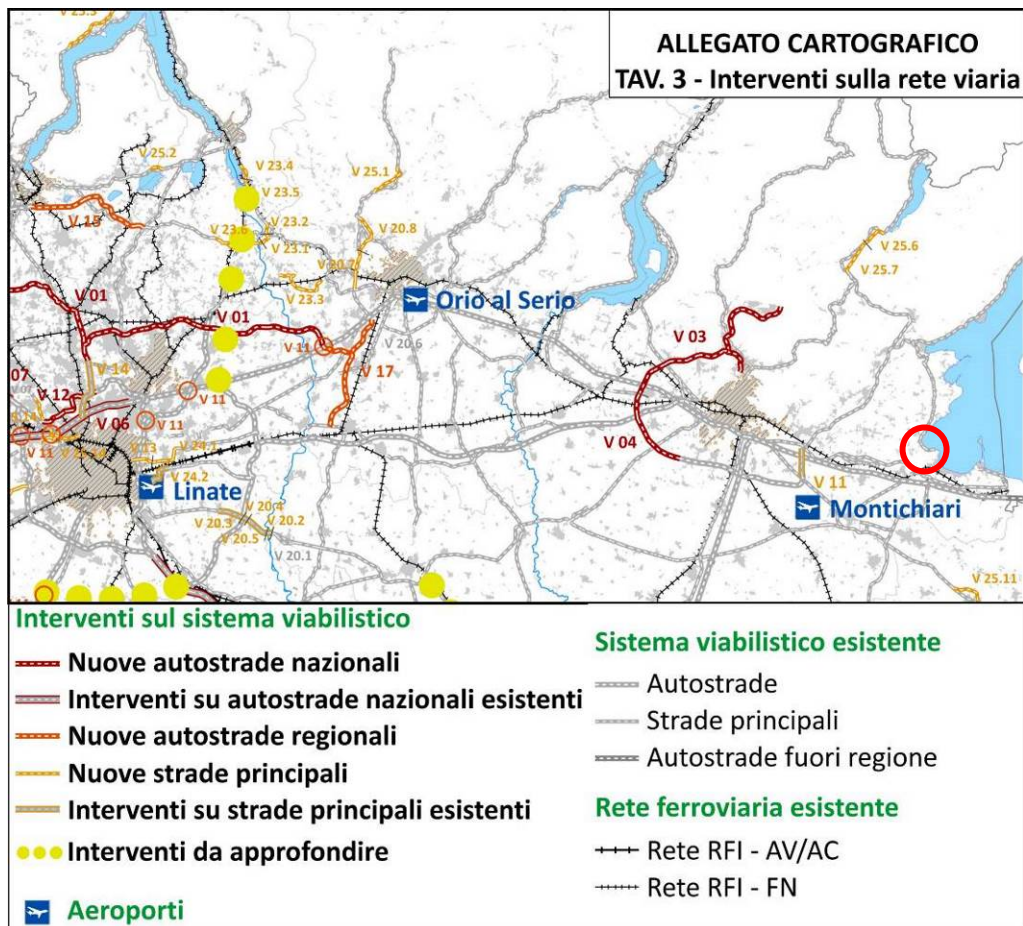 ALLEGATO CARTOGRAFICO
TAV. 3 - Interventi sulla rete viaria
V 25.2
V 23.4
V 25.1
V 23.5
V 15
V 23.6
V 23.2
V 23.1
V 20.8
V 25.6
V 25.7
V 23.3
Orio al Serio
V 01
V 01
V 03
V 11
V 20.6
V 14
V 17
07
V 12
V 11
V 06
V 11
V 04
V 11
V 13
V 24.1
V 24.2
Linate
V 11
Montichiari
V 20.4
V 20.3
V 20.2
V 20.5
V 20.1
V 25.11
Interventi sul sistema viabilistico
Nuove autostrade nazionali
Interventi su autostrade nazionali esistenti
Nuove autostrade regionali
Nuove strade principali
Interventi su strade principali esistenti
Interventi da approfondire
Aeroporti
Sistema viabilistico esistente
Autostrade
Strade principali
Autostrade fuori regione
Rete ferroviaria esistente
Rete RFI - AV/AC
Rete RFI - FN